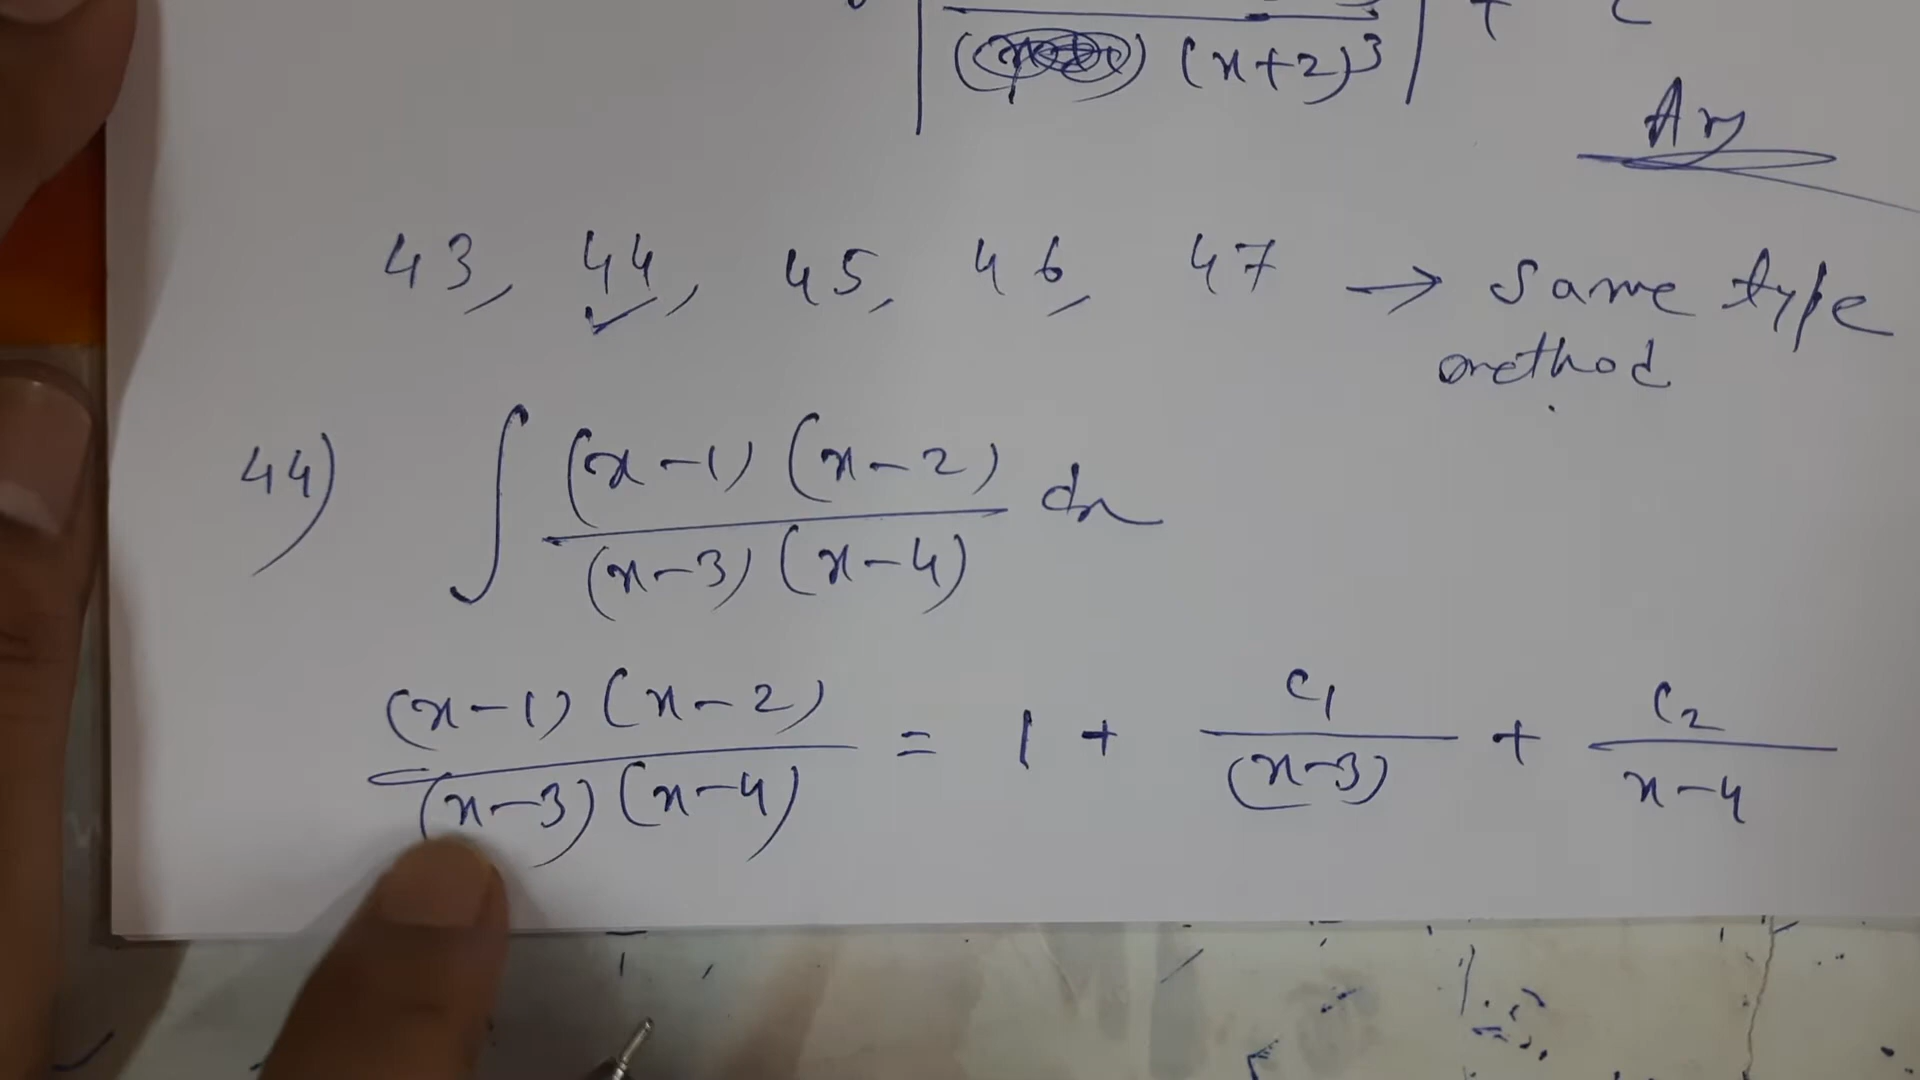 (x+2)³ | + C
Ans
43, 44, 45, 46, 47 → Same type
method
44) ∫ (x-1) (x-2) / (x-3) (x-4) dx
(x-1) (x-2) / (x-3) (x-4) = 1 + C₁ / (x-3) + C₂ / x-4